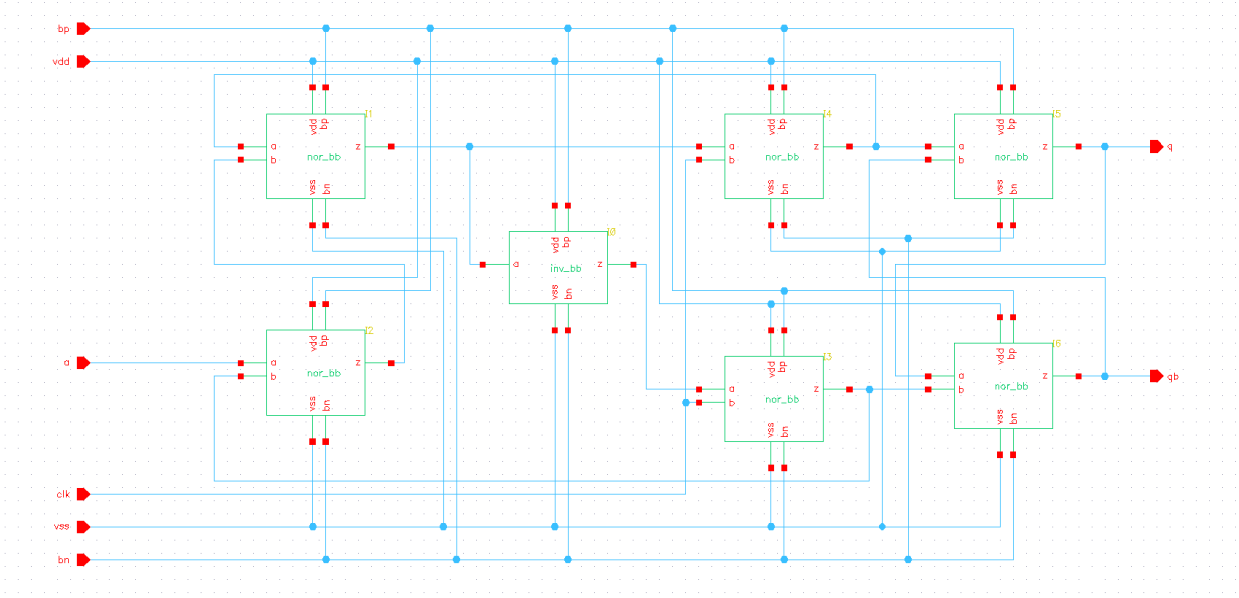 bp
vdd
I1
vdd bp
a z
nor_bb
b
vss bn
I4
vdd bp
a z
nor_bb
b
vss bn
I5
vdd bp
a z
nor_bb
b
vss bn
q
I0
vdd bp
a z
inv_bb
vss bn
I2
vdd bp
a
a z
nor_bb
b
vss bn
I3
vdd bp
a z
nor_bb
b
vss bn
I6
vdd bp
a z
nor_bb
b
vss bn
qb
clk
vss
bn